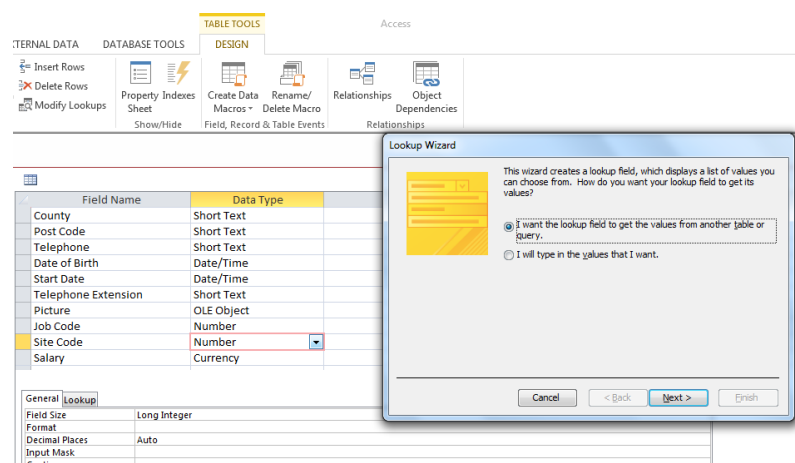 TABLE TOOLS
Access
TERNAL DATA DATABASE TOOLS DESIGN
Insert Rows
Delete Rows
Modify Lookups
Property Sheet
Indexes
Create Data Macros
Rename/ Delete Macro
Relationships
Object Dependencies
Show/Hide
Field, Record & Table Events
Relationships
Lookup Wizard
This wizard creates a lookup field, which displays a list of values you
can choose from. How do you want your lookup field to get its
values?
I want the lookup field to get the values from another table or
query.
I will type in the values that I want.
Cancel < Back Next > Finish
Field Name Data Type
County Short Text
Post Code Short Text
Telephone Short Text
Date of Birth Date/Time
Start Date Date/Time
Telephone Extension Short Text
Picture OLE Object
Job Code Number
Site Code Number
Salary Currency
General Lookup
Field Size Long Integer
Format
Decimal Places Auto
Input Mask